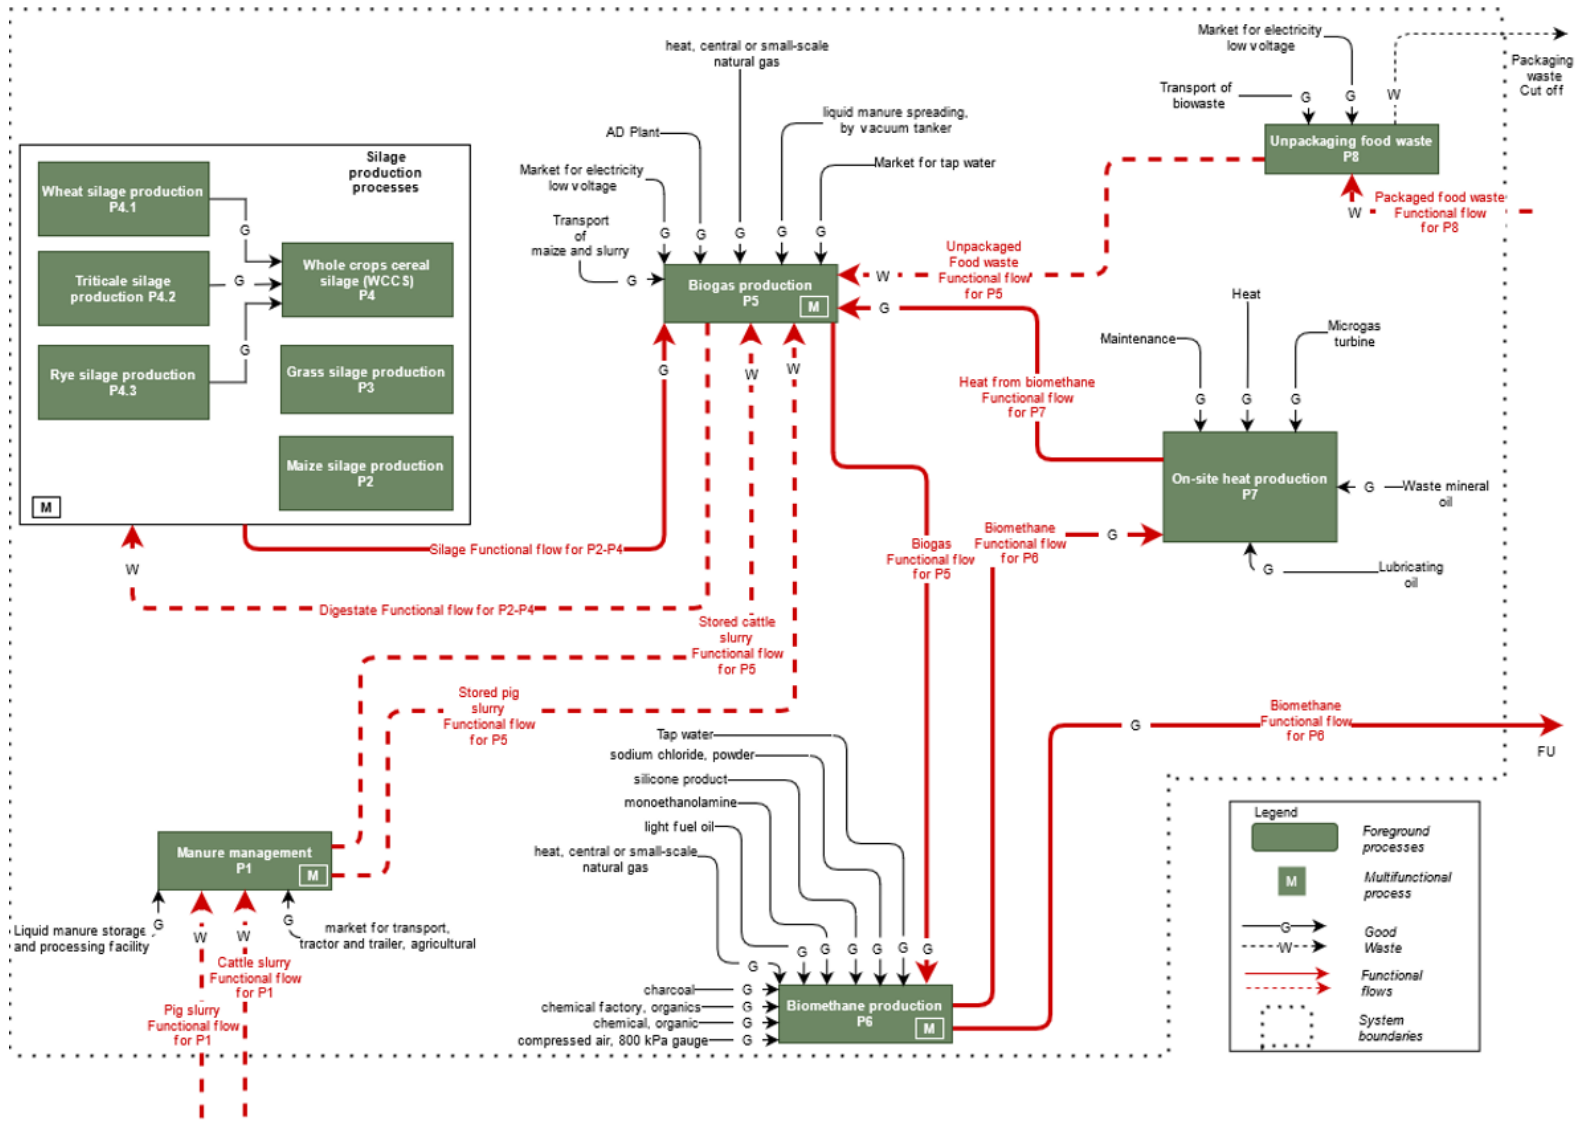 Market for electricity
low voltage
G
G
W
Packaging
waste
Cut off
Transport of
biowaste
Unpackaging food waste
P8
W
Packaged food waste
Functional flow
for P8
heat, central or small-scale
natural gas
AD Plant
liquid manure spreading,
by vacuum tanker
Market for electricity
low voltage
Market for tap water
Transport
of
maize and slurry
G
G
G
G
G
G
Biogas production
P5
M
W
Unpackaged
Food waste
Functional flow
for P5
G
Silage
production
processes
Wheat silage production
P4.1
G
Triticale silage
production P4.2
G
Whole crops cereal
silage (WCCS)
P4
Rye silage production
P4.3
G
Grass silage production
P3
Maize silage production
P2
M
G
W
W
Heat from biomethane
Functional flow
for P7
Heat
Maintenance
Microgas
turbine
G
G
G
On-site heat production
P7
G
Waste mineral
oil
G
Lubricating
oil
Silage Functional flow for P2-P4
W
Digestate Functional flow for P2-P4
Biogas
Functional flow
for P5
Biomethane
Functional flow
for P6
G
Stored cattle
slurry
Functional flow
for P5
Stored pig
slurry
Functional flow
for P5
G
Biomethane
Functional flow
for P6
FU
Tap water
sodium chloride, powder
silicone product
monoethanolamine
light fuel oil
heat, central or small-scale
natural gas
G
G
G
G
G
G
G
charcoal
G
chemical factory, organics
G
chemical, organic
G
compressed air, 800 kPa gauge
G
Biomethane production
P6
M
Manure management
P1
M
Liquid manure storage
and processing facility
G
W
W
G
market for transport,
tractor and trailer, agricultural
Cattle slurry
Functional flow
for P1
Pig slurry
Functional flow
for P1
Legend
Foreground
processes
M
Multifunctional
process
G
Good
W
Waste
Functional
flows
System
boundaries